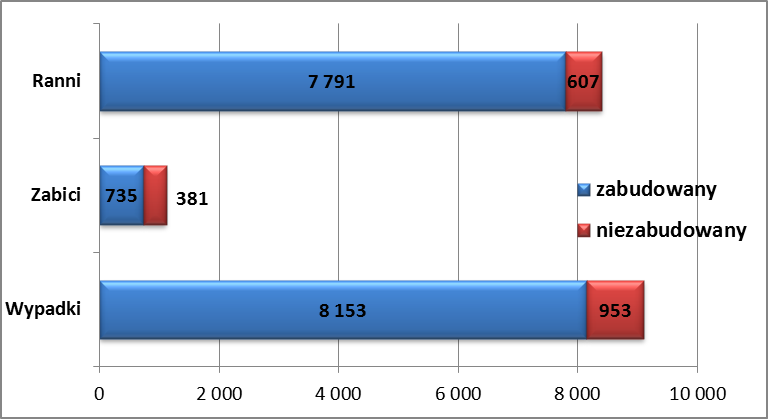 Ranni
7 791
607
Zabici
735
381
zabudowany
niezabudowany
Wypadki
8 153
953
0
2 000
4 000
6 000
8 000
10 000